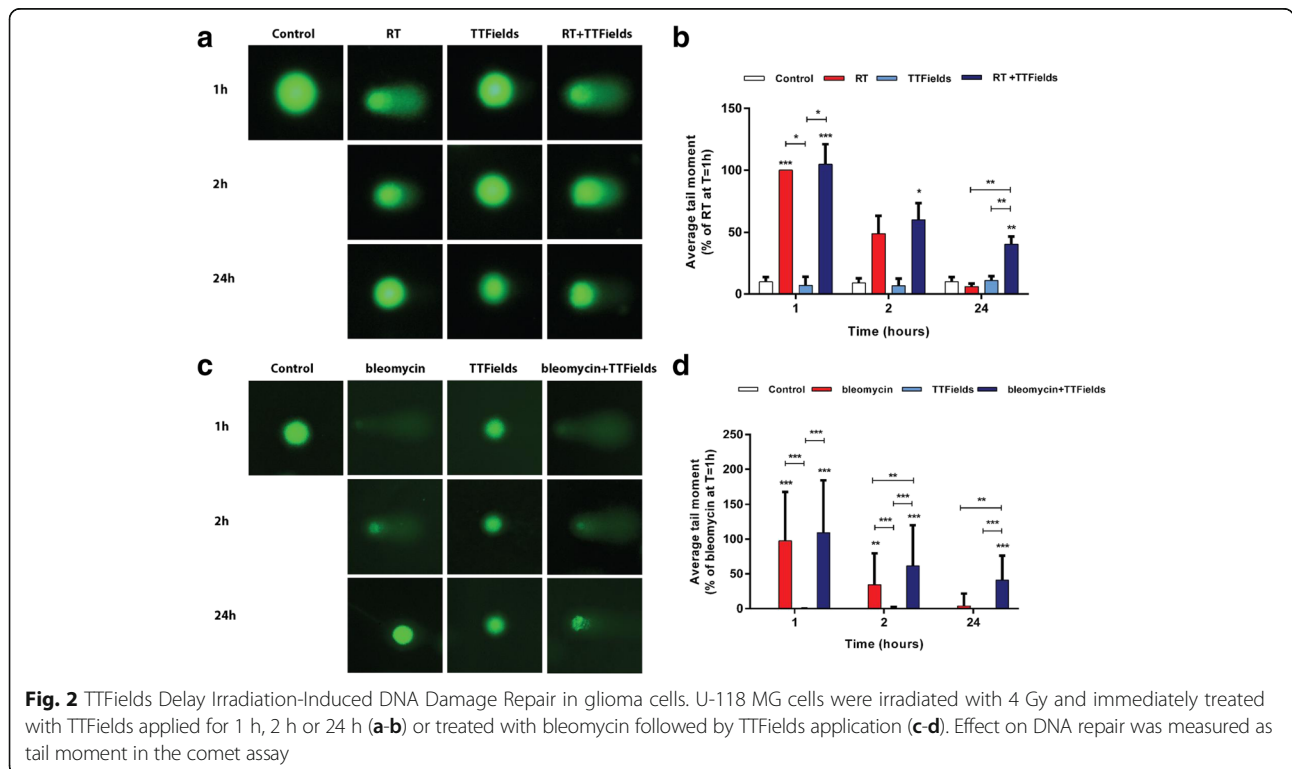 a
Control RT TTFields RT+TTFields
1h
2h
24h
b
Control RT TTFields RT +TTFields
Average tail moment
(% of RT at T=1h)
150
100
50
0
*** * * ***
*
** ** **
1 2 24
Time (hours)
c
Control bleomycin TTFields bleomycin+TTFields
1h
2h
24h
d
Control bleomycin TTFields bleomycin+TTFields
Average tail moment
(% of bleomycin at T=1h)
250
200
150
100
50
0
*** *** *** ***
** *** ** *** ***
** *** ***
1 2 24
Time (hours)
Fig. 2 TTFields Delay Irradiation-Induced DNA Damage Repair in glioma cells. U-118 MG cells were irradiated with 4 Gy and immediately treated
with TTFields applied for 1 h, 2 h or 24 h (a-b) or treated with bleomycin followed by TTFields application (c-d). Effect on DNA repair was measured as
tail moment in the comet assay